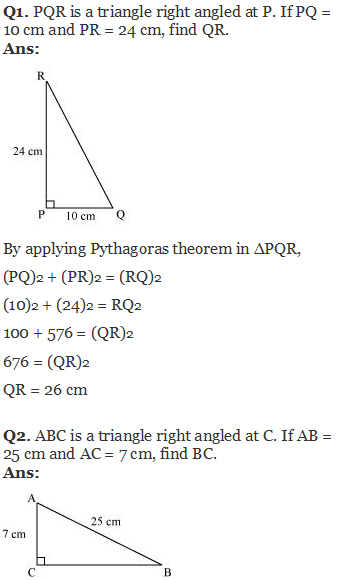 Q1. PQR is a triangle right angled at P. If PQ =
10 cm and PR = 24 cm, find QR.
Ans:
R
24 cm
P 10 cm Q
By applying Pythagoras theorem in ΔPQR,
(PQ)2 + (PR)2 = (RQ)2
(10)2 + (24)2 = RQ2
100 + 576 = (QR)2
676 = (QR)2
QR = 26 cm
Q2. ABC is a triangle right angled at C. If AB =
25 cm and AC = 7 cm, find BC.
Ans:
A
25 cm
7 cm
C B